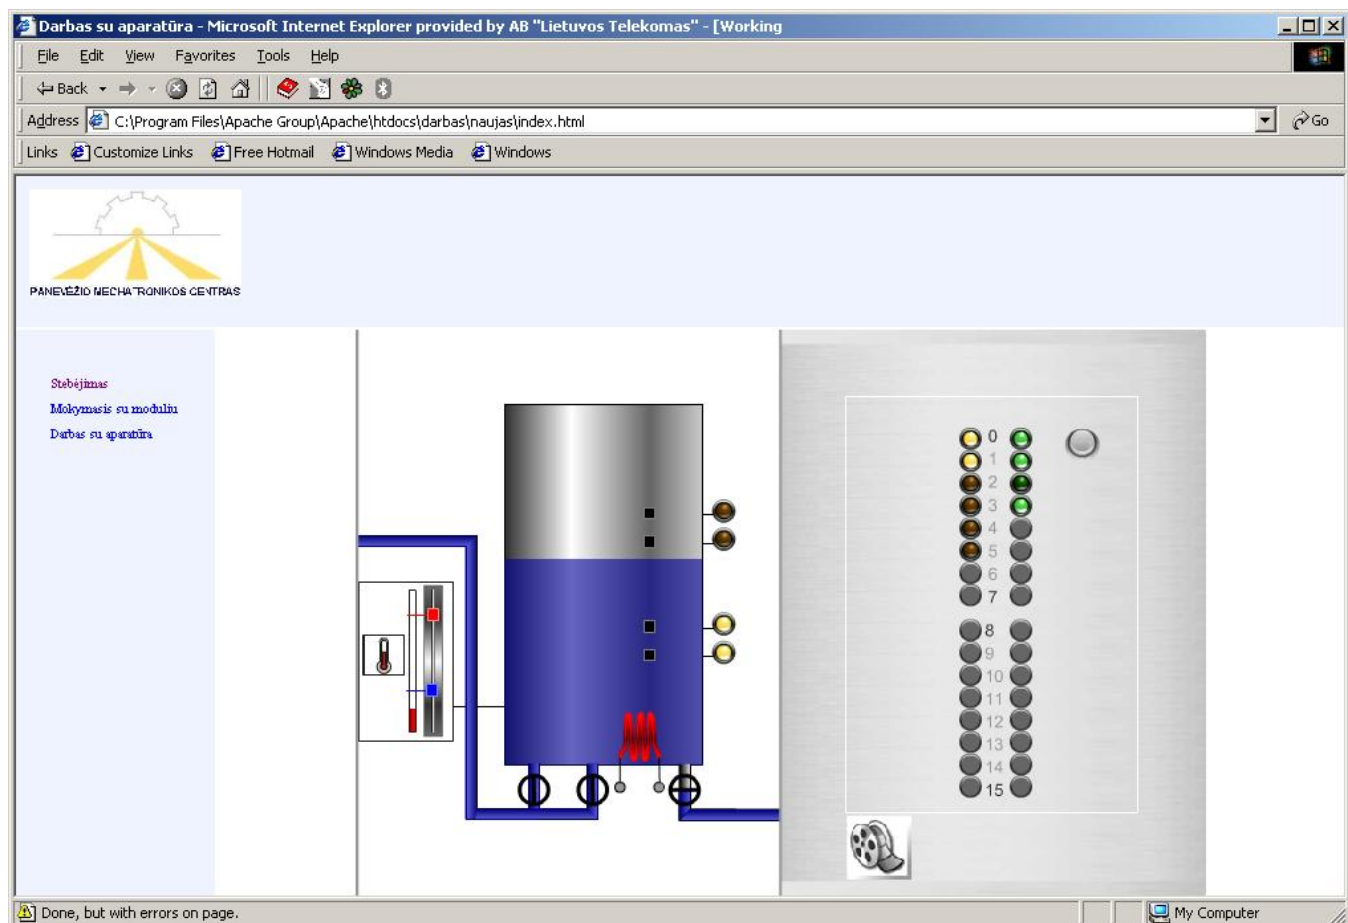 Darbas su aparatūra - Microsoft Internet Explorer provided by AB "Lietuvos Telekomas" - [Working
File Edit View Favorites Tools Help
Back
Address C:\Program Files\Apache Group\Apache\htdocs\darbas\naujas\index.html Go
Links Customize Links Free Hotmail Windows Media Windows
PANEVĖŽIO MECHATRONIKOS CENTRAS
Stebėjimas
Mokymasis su moduliu
Darbas su aparatūra
0
1
2
3
4
5
6
7
8
9
10
11
12
13
14
15
Done, but with errors on page. My Computer